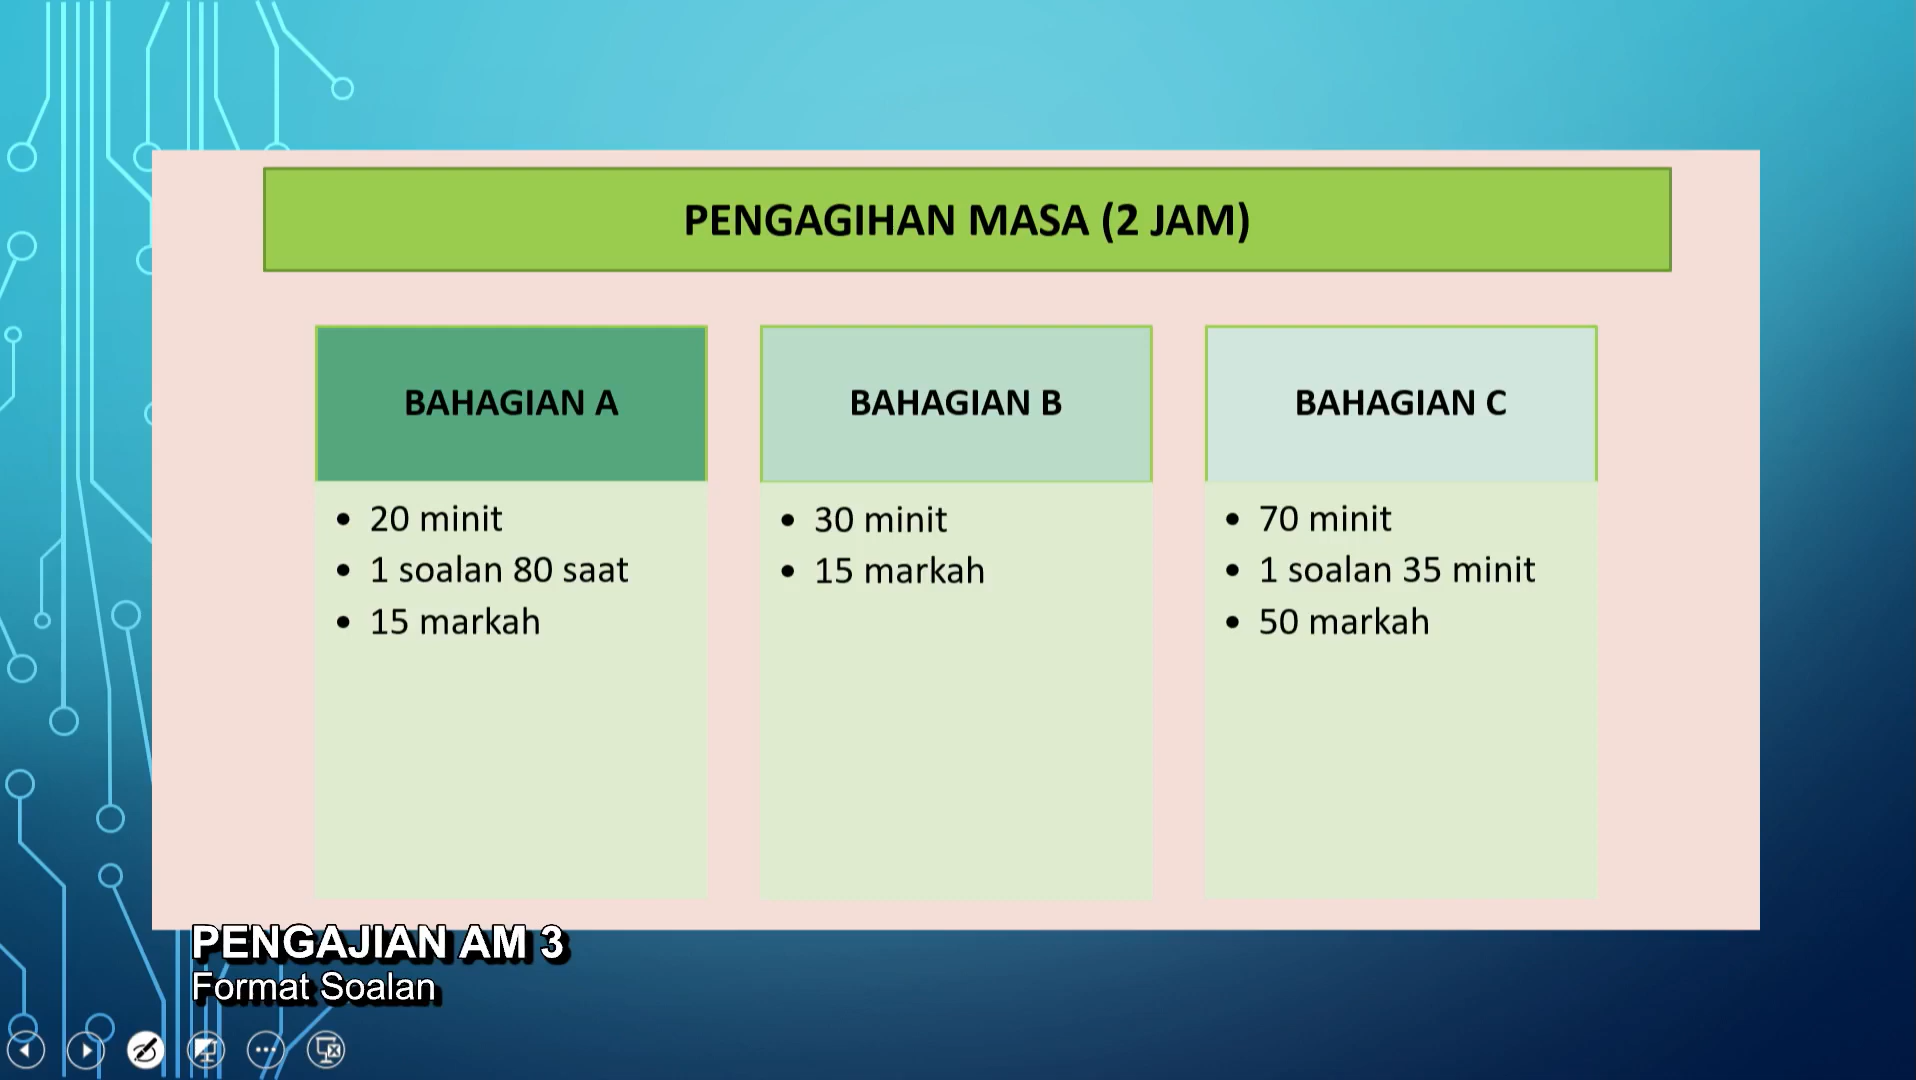 PENGAGIHAN MASA (2 JAM)
BAHAGIAN A
• 20 minit
• 1 soalan 80 saat
• 15 markah
BAHAGIAN B
• 30 minit
• 15 markah
BAHAGIAN C
• 70 minit
• 1 soalan 35 minit
• 50 markah
PENGAJIAN AM 3
Format Soalan